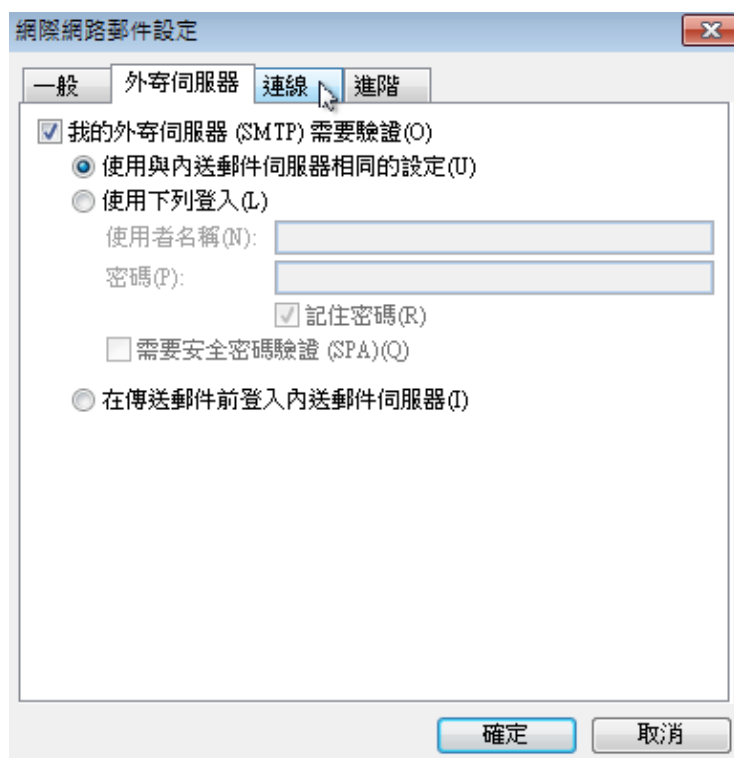 網際網路郵件設定
一般 外寄伺服器 連線 進階
我的外寄伺服器 (SMTP) 需要驗證(O)
使用與內送郵件伺服器相同的設定(U)
使用下列登入(L)
使用者名稱(N):
密碼(P):
記住密碼(R)
需要安全密碼驗證 (SPA)(Q)
在傳送郵件前登入內送郵件伺服器(I)
確定 取消